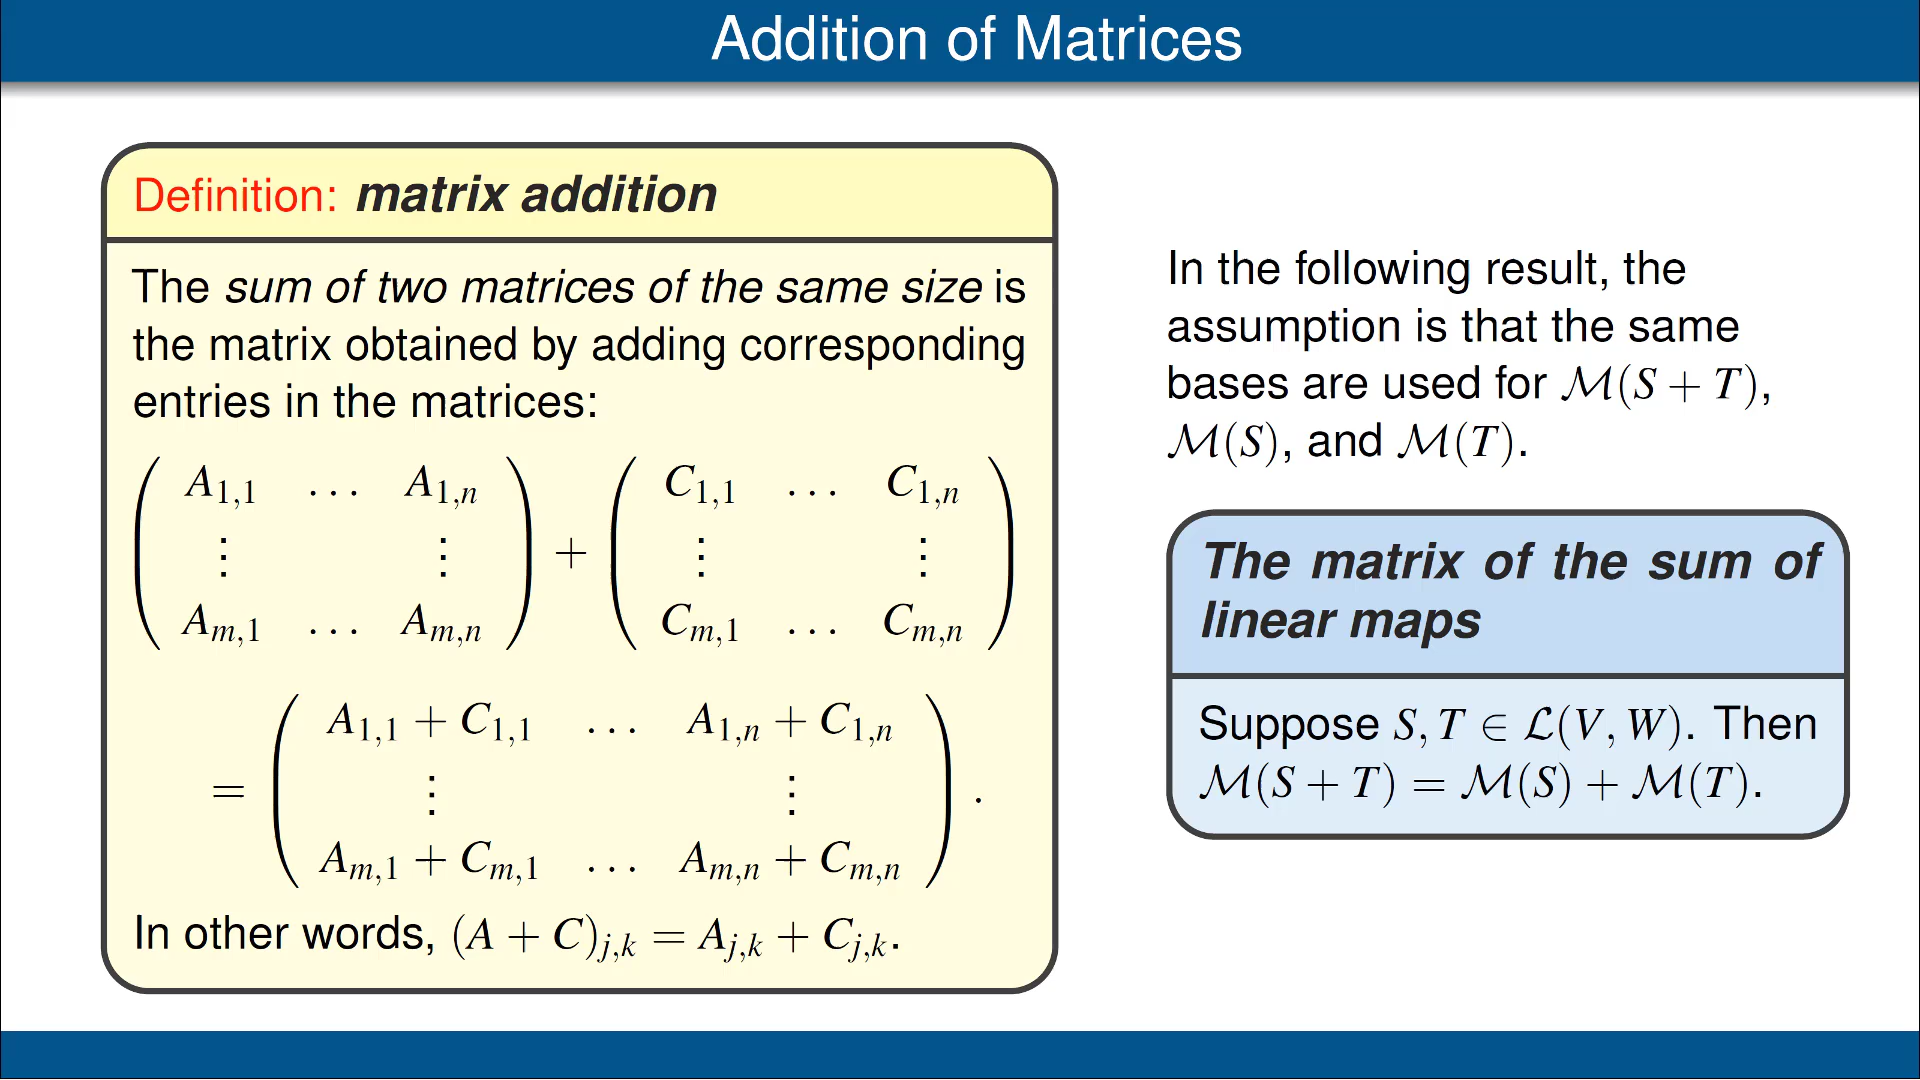 Addition of Matrices
Definition: matrix addition
The sum of two matrices of the same size is
the matrix obtained by adding corresponding
entries in the matrices:
( A₁,₁ … A₁,ₙ ) + ( C₁,₁ … C₁,ₙ )
⋮ ⋮ ⋮ ⋮
( Aₘ,₁ … Aₘ,ₙ ) ( Cₘ,₁ … Cₘ,ₙ )
= ( A₁,₁ + C₁,₁ … A₁,ₙ + C₁,ₙ )
⋮ ⋮ .
( Aₘ,₁ + Cₘ,₁ … Aₘ,ₙ + Cₘ,ₙ )
In other words, (A + C)_{j,k} = A_{j,k} + C_{j,k}.
In the following result, the
assumption is that the same
bases are used for ℳ(S + T),
ℳ(S), and ℳ(T).
The matrix of the sum of
linear maps
Suppose S, T ∈ ℒ(V, W). Then
ℳ(S + T) = ℳ(S) + ℳ(T).